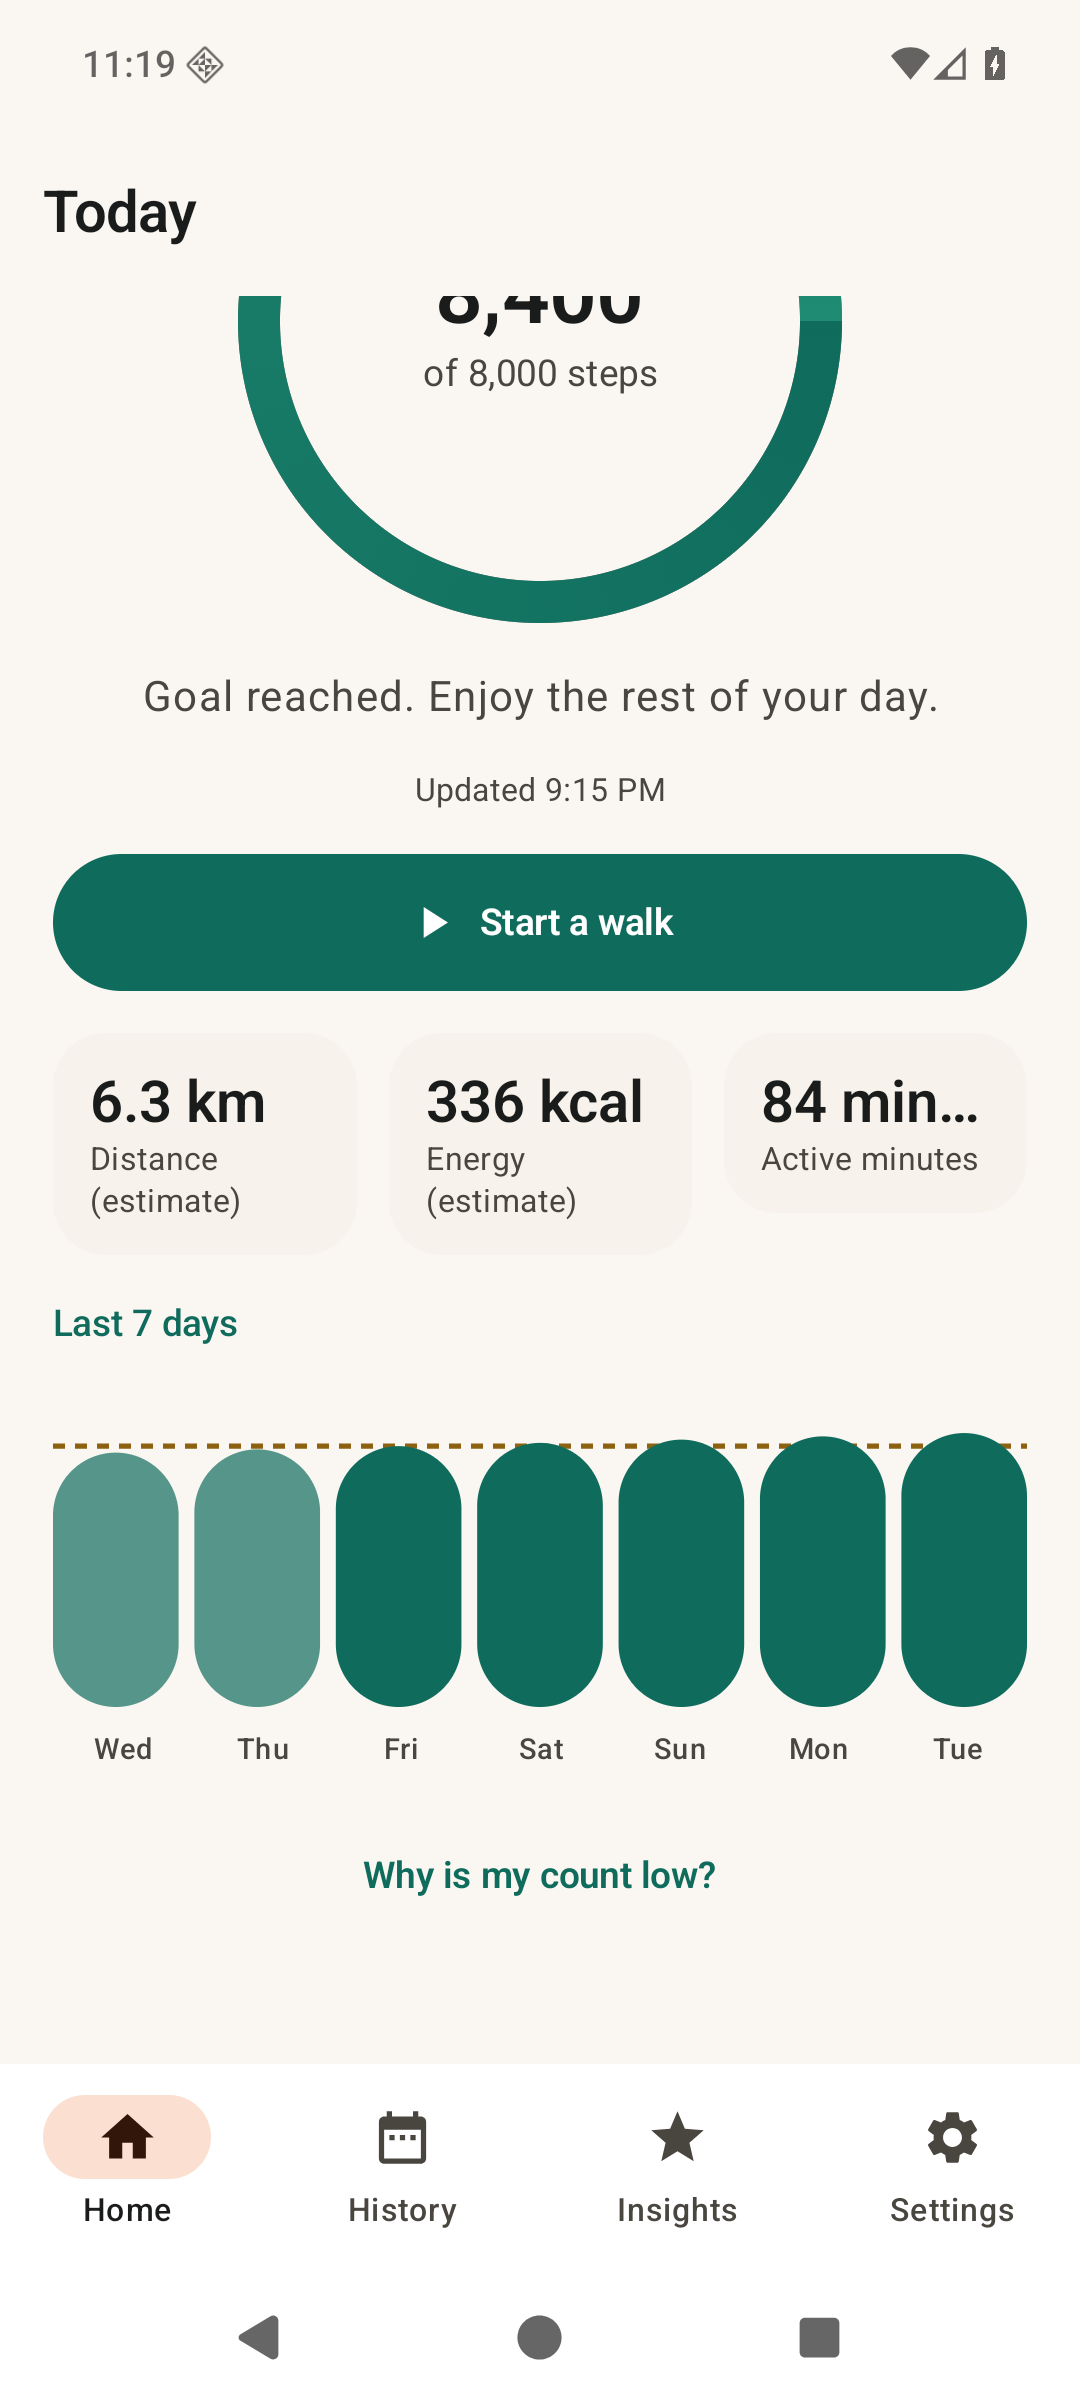 11:19
Today
8,400
of 8,000 steps
Goal reached. Enjoy the rest of your day.
Updated 9:15 PM
Start a walk
6.3 km
Distance
(estimate)
336 kcal
Energy
(estimate)
84 min…
Active minutes
Last 7 days
Wed Thu Fri Sat Sun Mon Tue
Why is my count low?
Home History Insights Settings